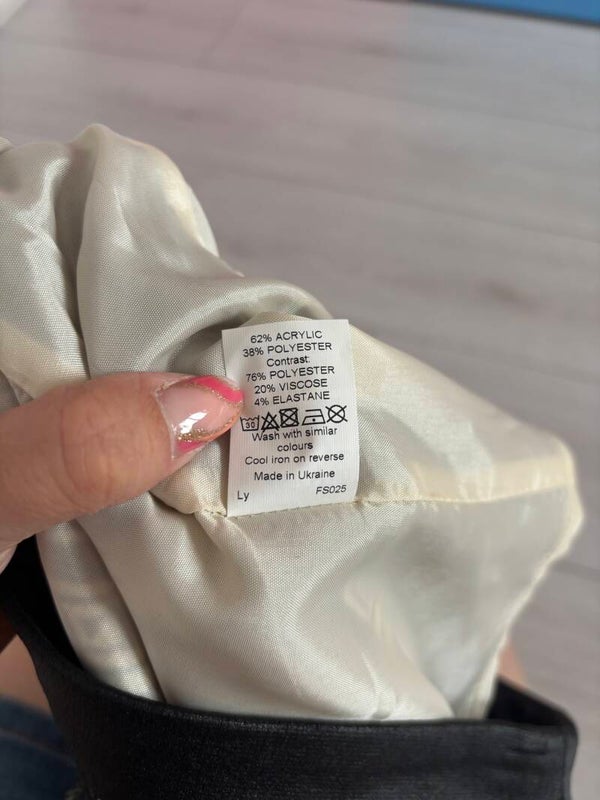 62% ACRYLIC
38% POLYESTER
Contrast:
76% POLYESTER
20% VISCOSE
4% ELASTANE
30
Wash with similar
colours
Cool iron on reverse
Made in Ukraine
Ly FS025